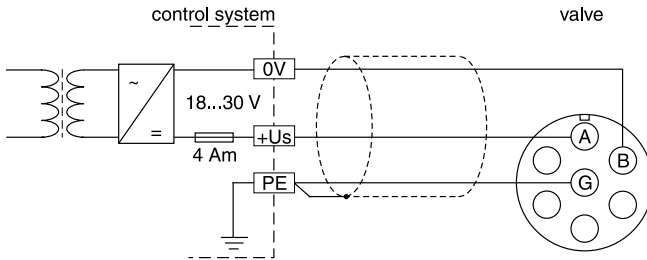 control system
valve
0V
~
18...30 V
=
4 Am
+Us
PE
A
B
G